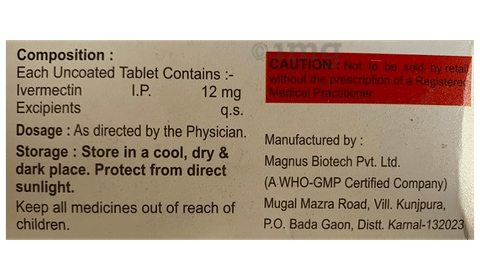 Composition :
Each Uncoated Tablet Contains :-
Ivermectin I.P. 12 mg
Excipients q.s.
Dosage : As directed by the Physician.
Storage : Store in a cool, dry &
dark place. Protect from direct
sunlight.
Keep all medicines out of reach of
children.
CAUTION : Not to be sold by retail
without the prescription of a Registered
Medical Practitioner.
Manufactured by :
Magnus Biotech Pvt. Ltd.
(A WHO-GMP Certified Company)
Mugal Mazra Road, Vill. Kunjpura,
P.O. Bada Gaon, Distt. Karnal-132023